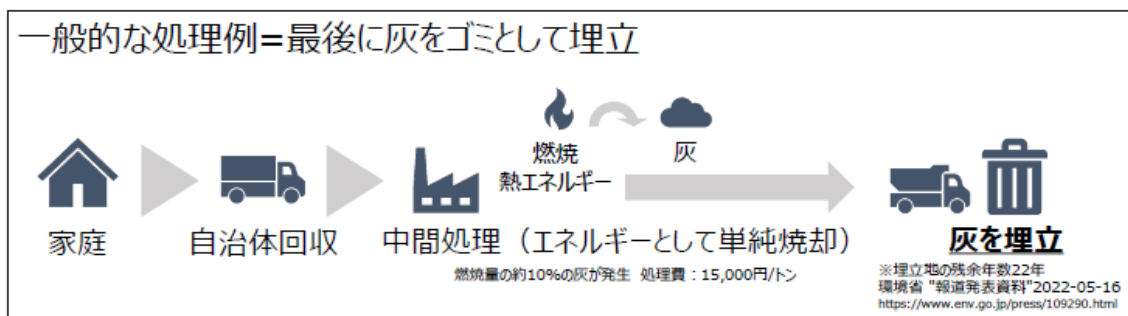 一般的な処理例=最後に灰をゴミとして埋立
燃焼
灰
熱エネルギー
家庭
自治体回収
中間処理（エネルギーとして単純焼却）
灰を埋立
燃焼量の約10%の灰が発生 処理費：15,000円/トン
※埋立地の残余年数22年
環境省 "報道発表資料"2022-05-16
https://www.env.go.jp/press/109290.html